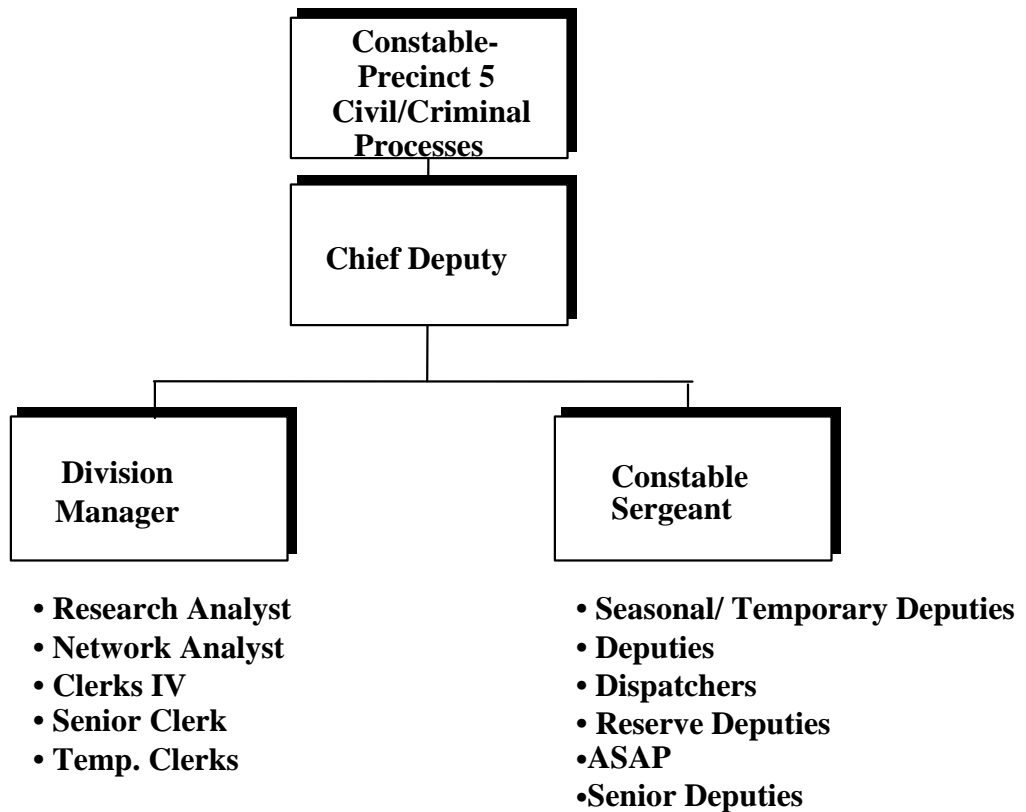 Constable-
Precinct 5
Civil/Criminal
Processes
Chief Deputy
Division
Manager
• Research Analyst
• Network Analyst
• Clerks IV
• Senior Clerk
• Temp. Clerks
Constable
Sergeant
• Seasonal/ Temporary Deputies
• Deputies
• Dispatchers
• Reserve Deputies
•ASAP
•Senior Deputies